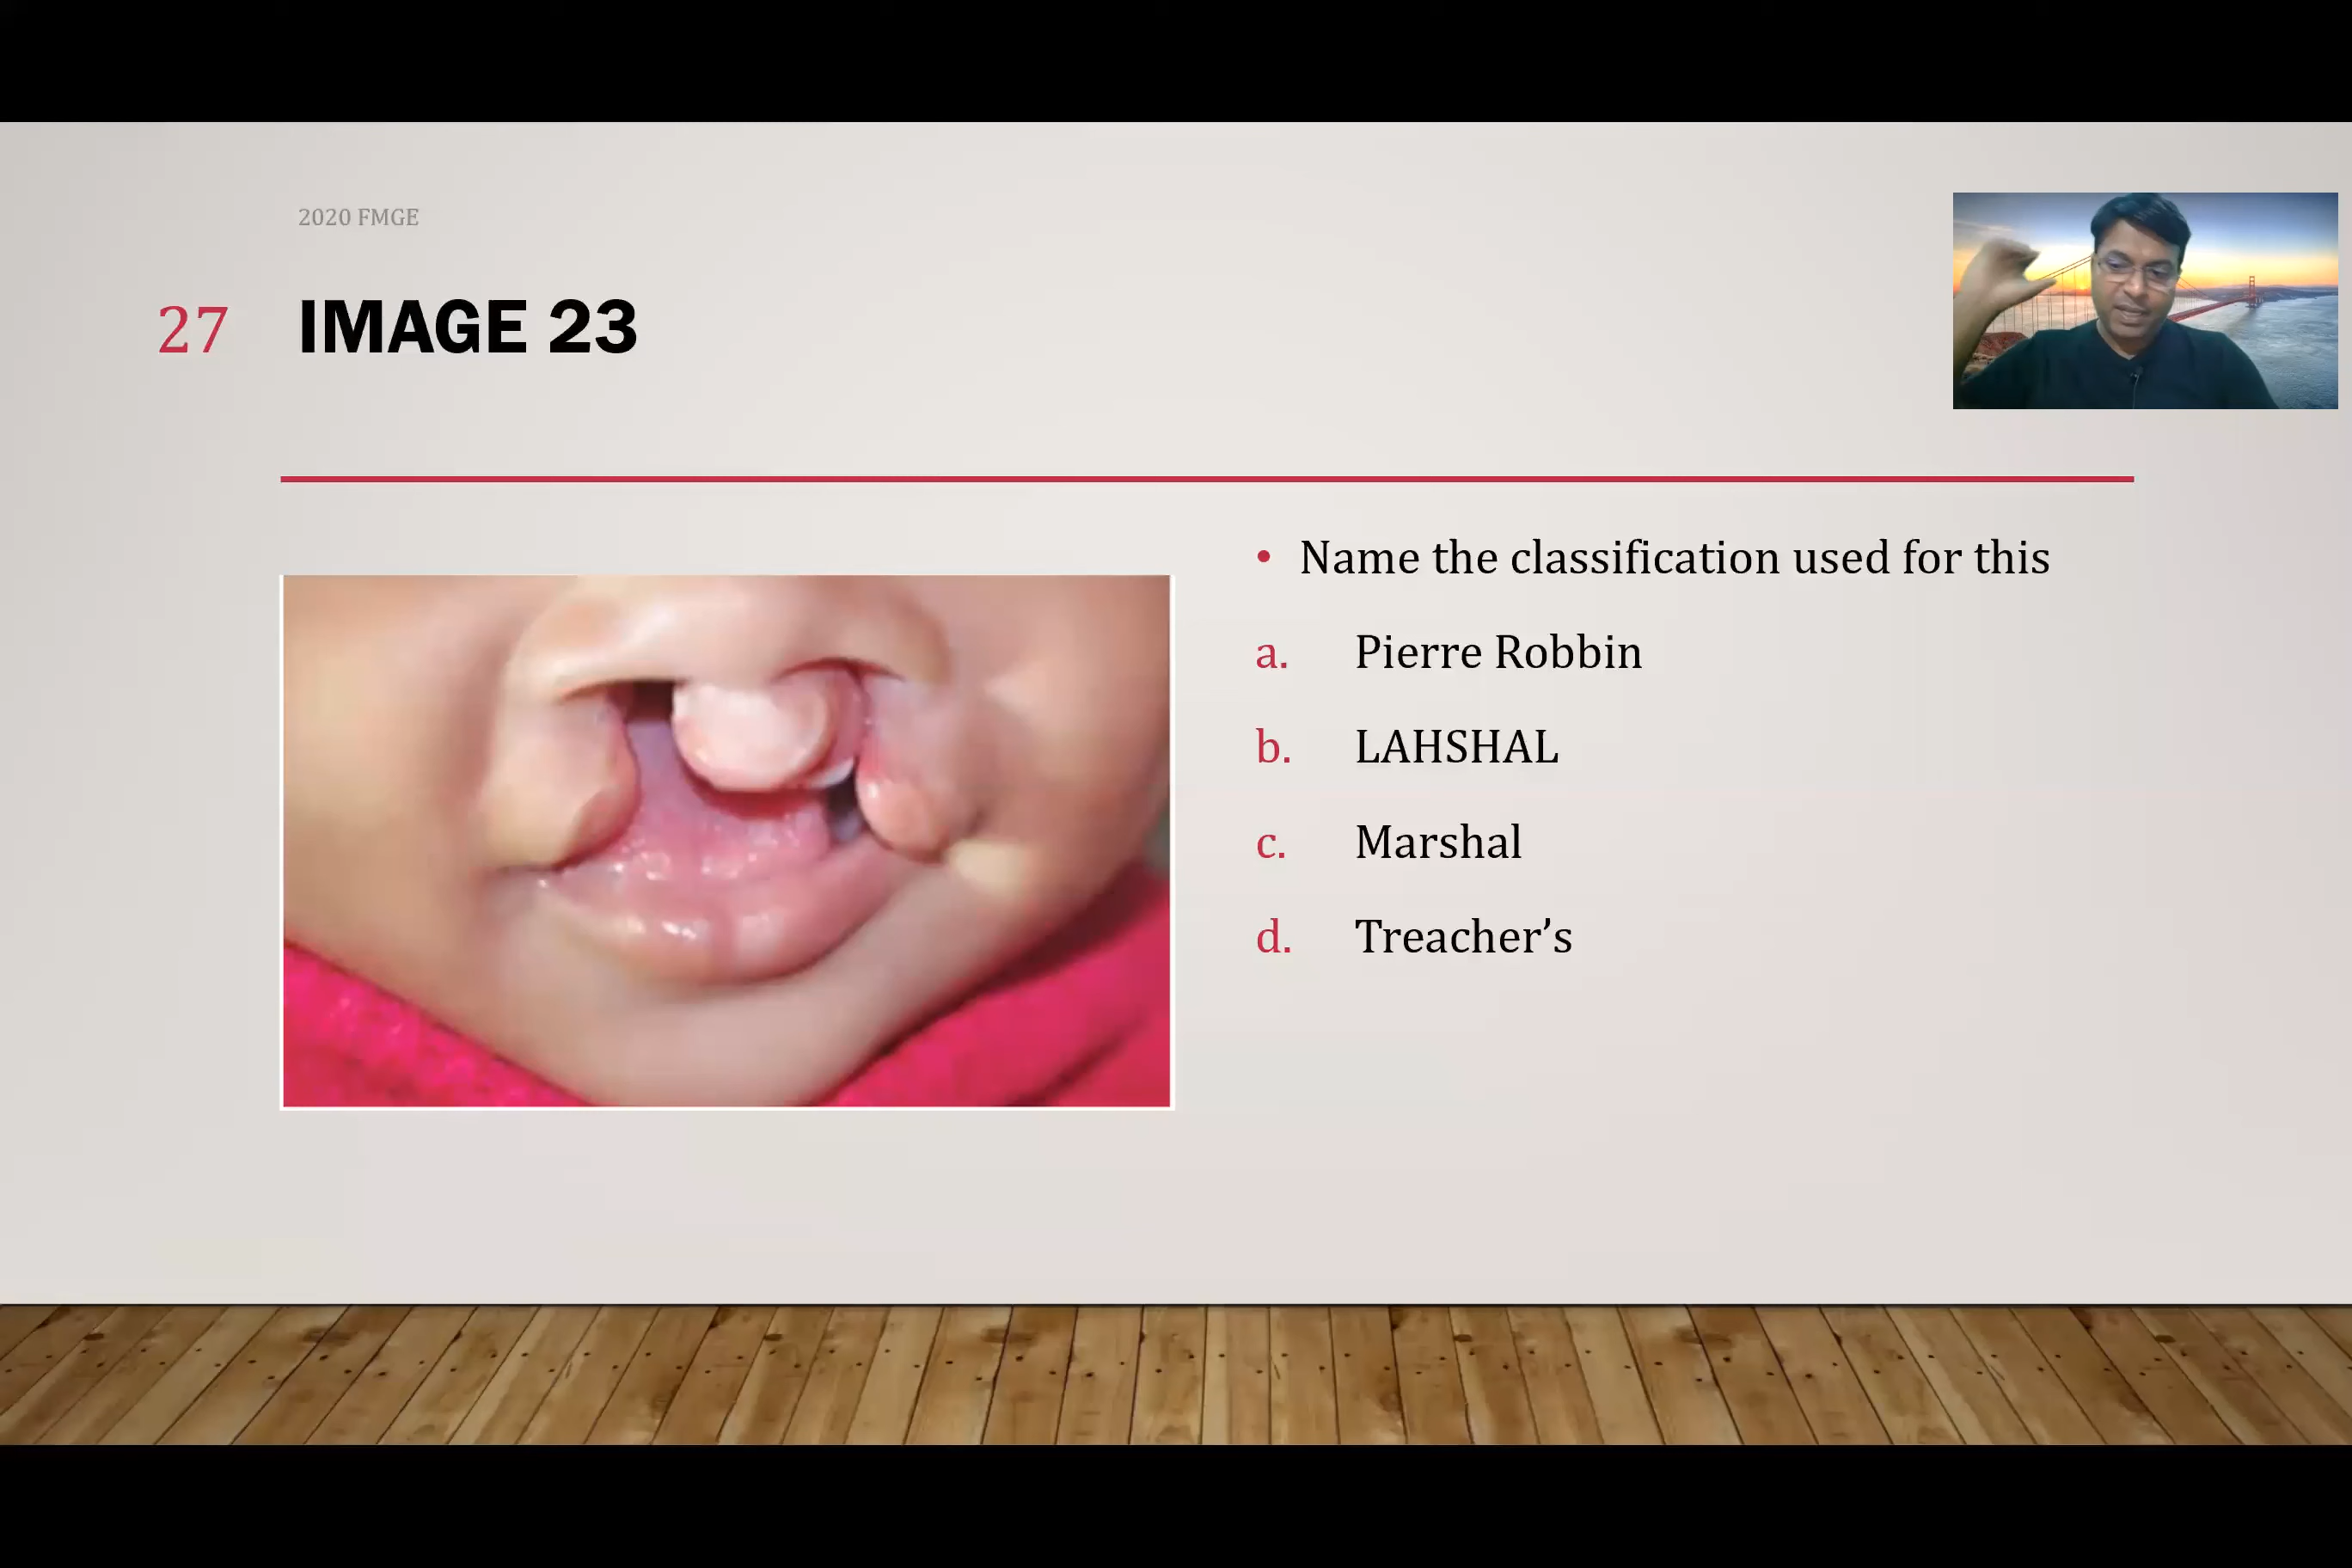 2020 FMGE
27 IMAGE 23
• Name the classification used for this
a. Pierre Robbin
b. LAHSHAL
c. Marshal
d. Treacher’s